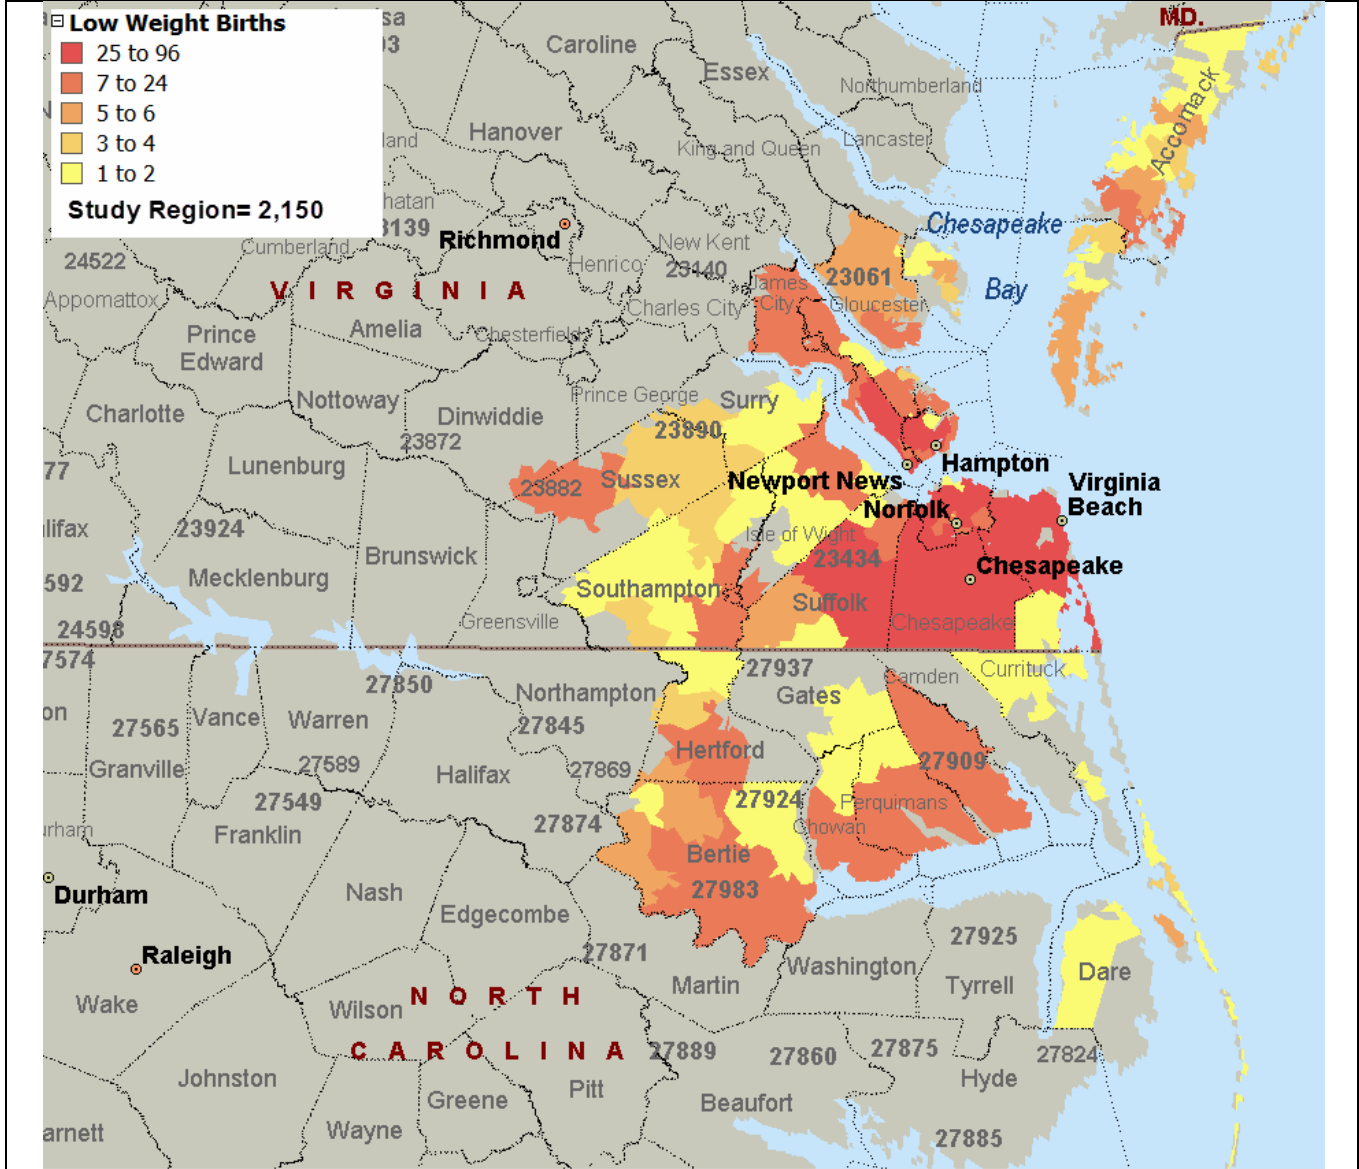 Low Weight Births
25 to 96
7 to 24
5 to 6
3 to 4
1 to 2
Study Region= 2,150
MD.
Caroline
Essex
Northumberland
Accomack
Hanover
King and Queen
Lancaster
Chesapeake
Bay
24522
Cumberland
3139
Richmond
New Kent
23140
Henrico
23061
Gloucester
James
City
Appomattox
VIRGINIA
Charles City
Prince
Edward
Amelia
Chesterfield
Charlotte
Nottoway
Dinwiddie
23872
Prince George
Surry
23890
Lunenburg
77
23882
Sussex
Newport News
Hampton
Virginia
Beach
Norfolk
lifax
23924
Brunswick
Isle of Wight
23434
Chesapeake
592
Mecklenburg
Southampton
Suffolk
Chesapeake
24598
Greensville
7574
27937
Gates
Camden
Currituck
27850
Northampton
on
27565
Vance
Warren
27845
Hertford
27909
Granville
27589
Halifax
27869
27549
27924
Perquimans
Chowan
urham
Franklin
27874
Bertie
27983
Durham
Nash
Edgecombe
Raleigh
27871
Washington
27925
Tyrrell
Dare
Wake
Wilson
NORTH
Martin
CAROLINA
27889
27860
27875
27824
Johnston
Greene
Pitt
Beaufort
Hyde
arnett
Wayne
27885